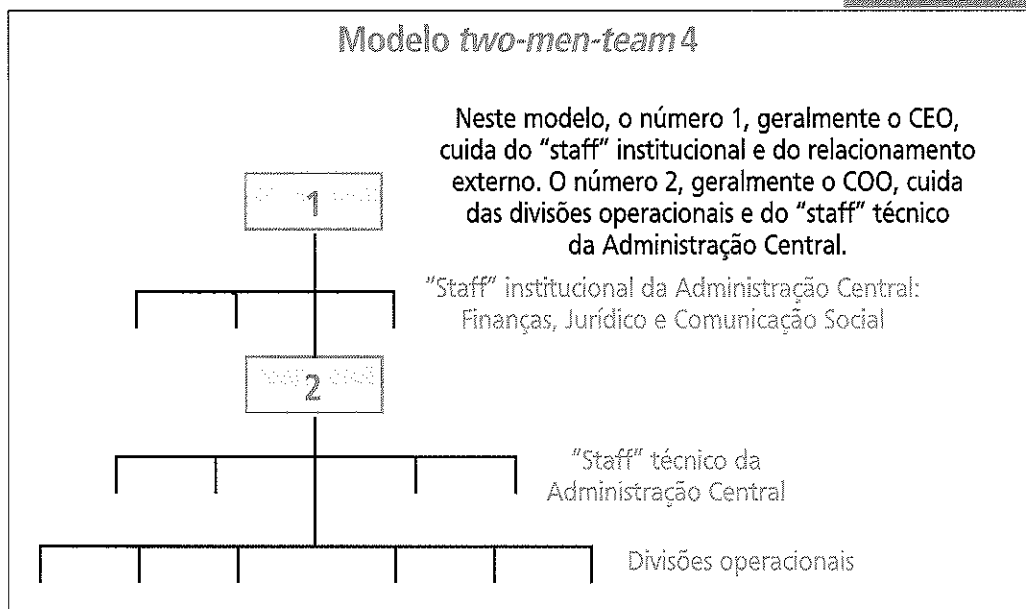 Modelo two-men-team 4
Neste modelo, o número 1, geralmente o CEO,
cuida do “staff” institucional e do relacionamento
externo. O número 2, geralmente o COO, cuida
das divisões operacionais e do “staff” técnico
da Administração Central.
1
“Staff” institucional da Administração Central:
Finanças, Jurídico e Comunicação Social
2
“Staff” técnico da
Administração Central
Divisões operacionais